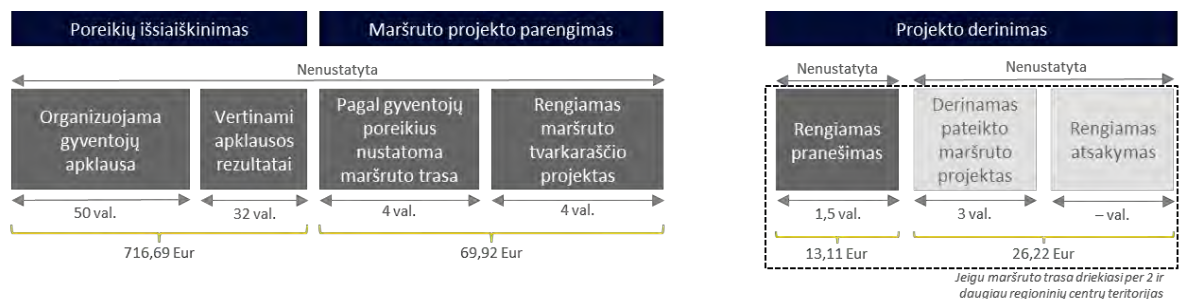 Poreikių išsiaiškinimas
Maršruto projekto parengimas
Projekto derinimas
Nenustatyta
Nenustatyta
Nenustatyta
Organizuojama
gyventojų
apklausa
Vertinami
apklausos
rezultatai
Pagal gyventojų
poreikius
nustatoma
maršruto trasa
Rengiamas
maršruto
tvarkaraščio
projektas
Rengiamas
pranešimas
Derinamas
pateikto
maršruto
projektas
Rengiamas
atsakymas
50 val.
32 val.
4 val.
4 val.
1,5 val.
3 val.
– val.
716,69 Eur
69,92 Eur
13,11 Eur
26,22 Eur
Jeigu maršruto trasa driekiasi per 2 ir
daugiau regioninių centrų teritorijas